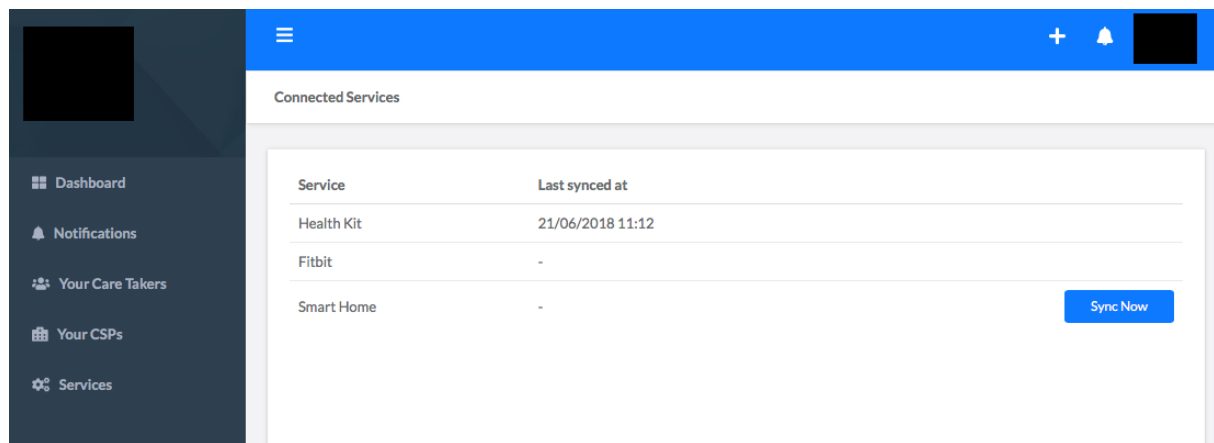 Connected Services
Dashboard
Notifications
Your Care Takers
Your CSPs
Services
Service Last synced at
Health Kit 21/06/2018 11:12
Fitbit -
Smart Home - Sync Now